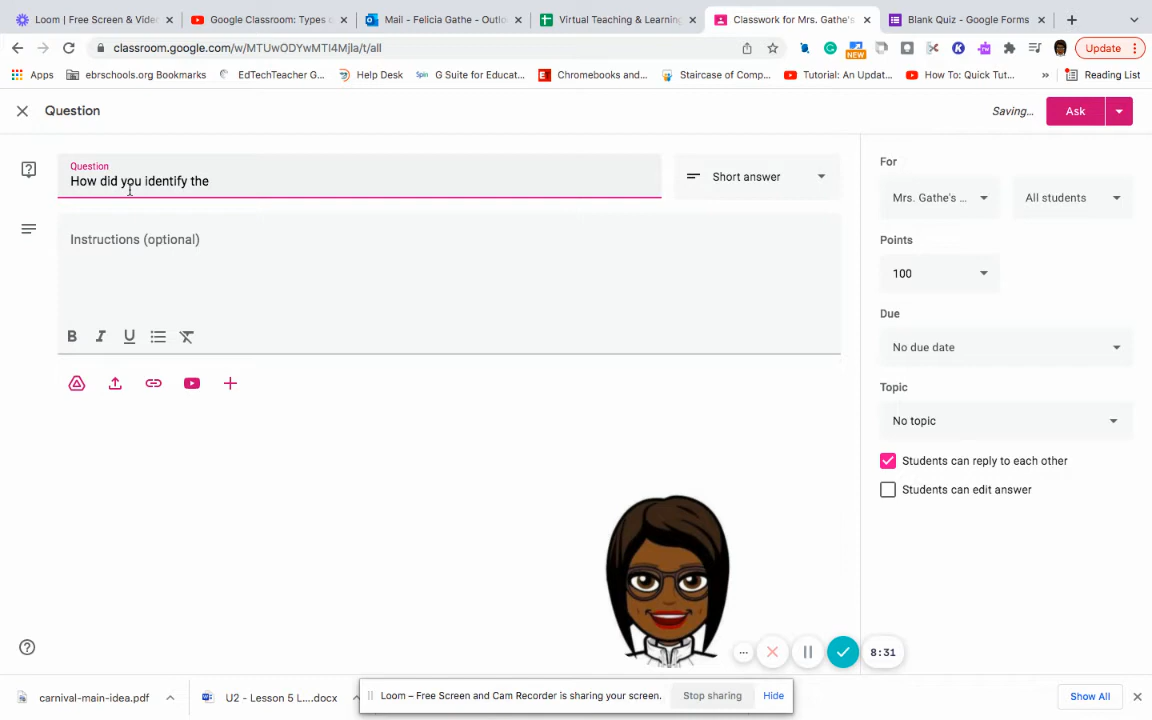 Loom | Free Screen & Vide
Google Classroom: Types o
Mail - Felicia Gathe - Outlo
Virtual Teaching & Learning
Classwork for Mrs. Gathe's
Blank Quiz - Google Forms
classroom.google.com/w/MTUwODYwMTI4Mjla/t/all
NEW
Update
Apps
ebrschools.org Bookmarks
EdTechTeacher G...
Help Desk
Spin
G Suite for Educat...
ET
Chromebooks and...
Staircase of Comp...
Tutorial: An Updat...
How To: Quick Tut...
»
Reading List
Question
Saving...
Ask
Question
How did you identify the
Short answer
Instructions (optional)
B I U
For
Mrs. Gathe's ...
All students
Points
100
Due
No due date
Topic
No topic
Students can reply to each other
Students can edit answer
8:31
carnival-main-idea.pdf
U2 - Lesson 5 L....docx
Loom – Free Screen and Cam Recorder is sharing your screen.
Stop sharing
Hide
Show All